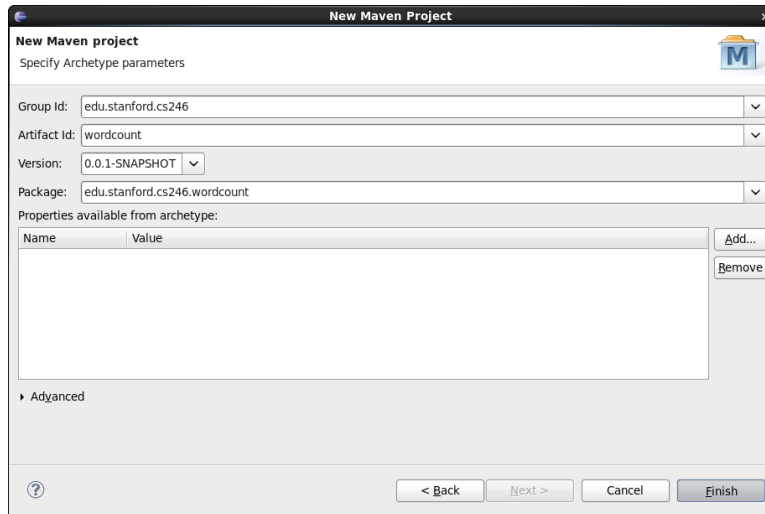 New Maven Project
New Maven project
Specify Archetype parameters
M
Group Id: edu.stanford.cs246
Artifact Id: wordcount
Version: 0.0.1-SNAPSHOT
Package: edu.stanford.cs246.wordcount
Properties available from archetype:
Name Value
Add...
Remove
Advanced
? < Back Next > Cancel Finish